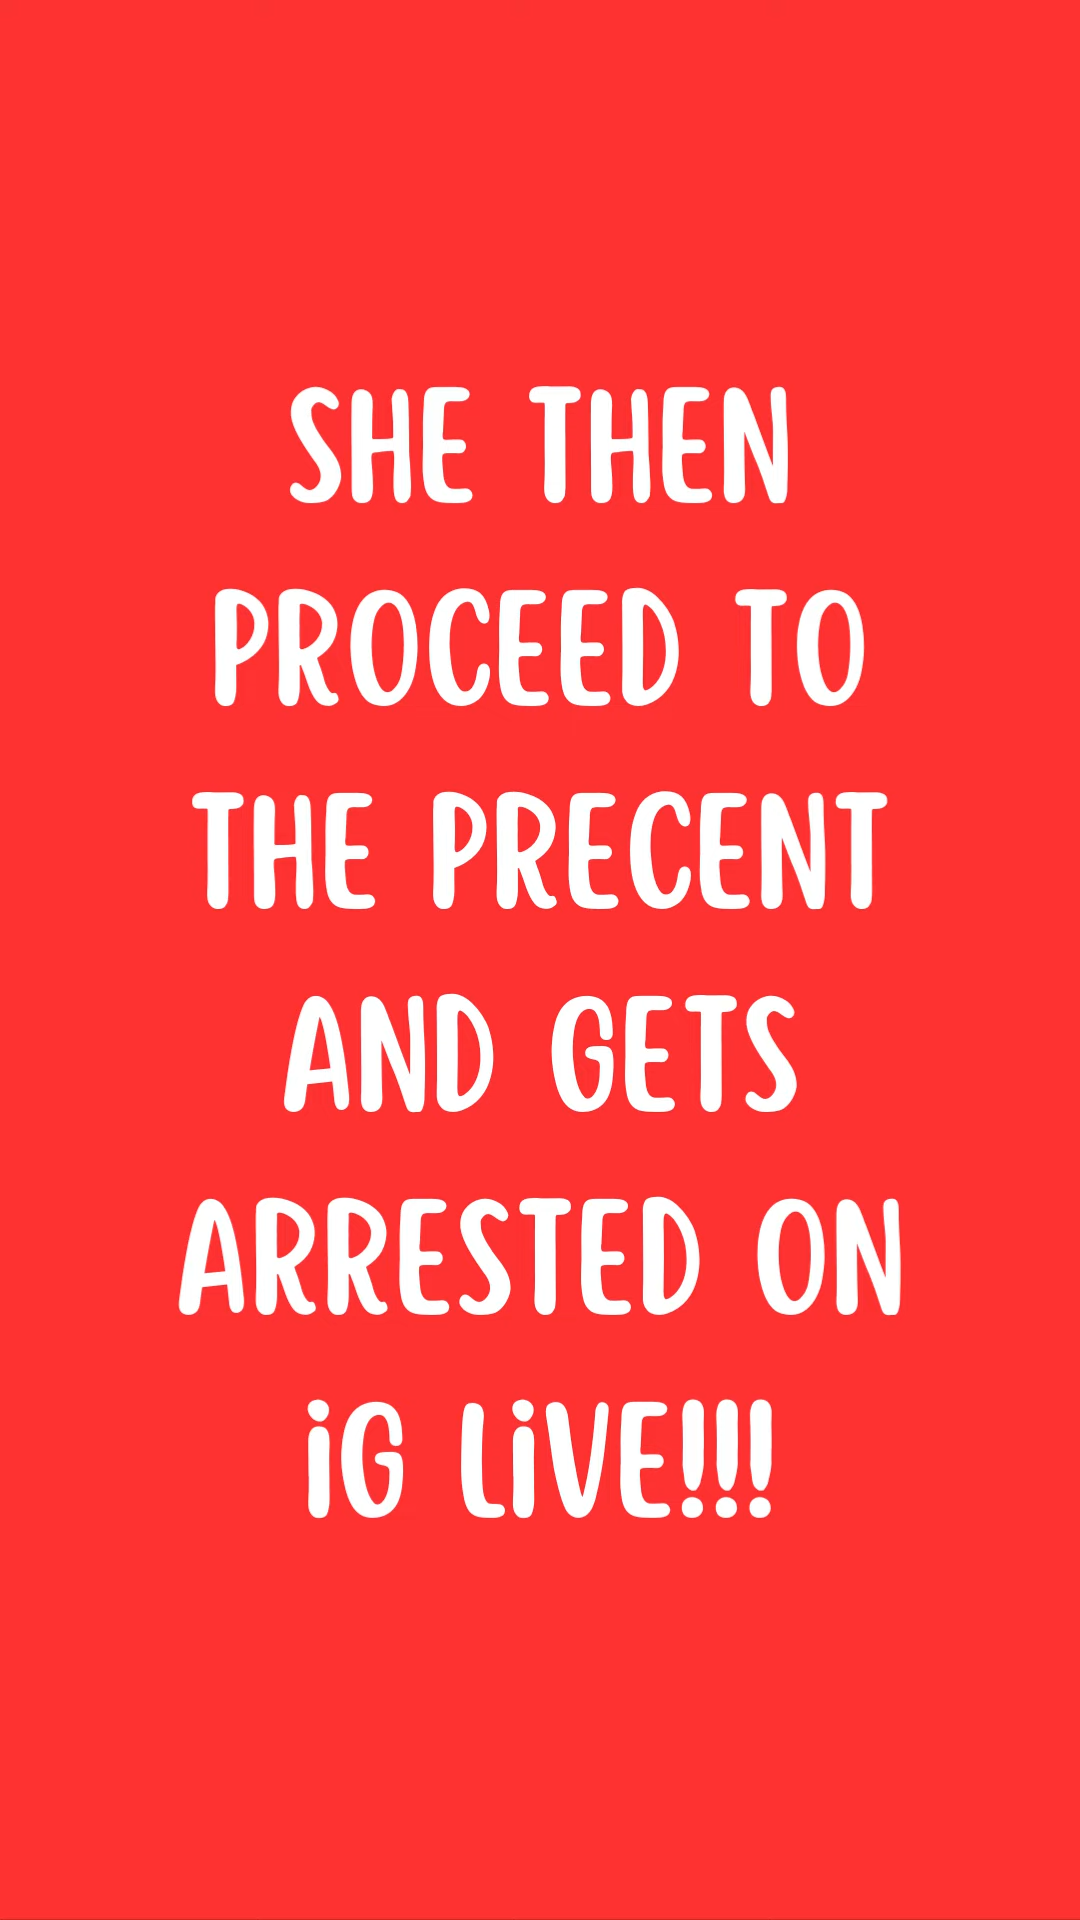 SHE THEN
PROCEED TO
THE PRECENT
AND GETS
ARRESTED ON
iG LiVE!!!